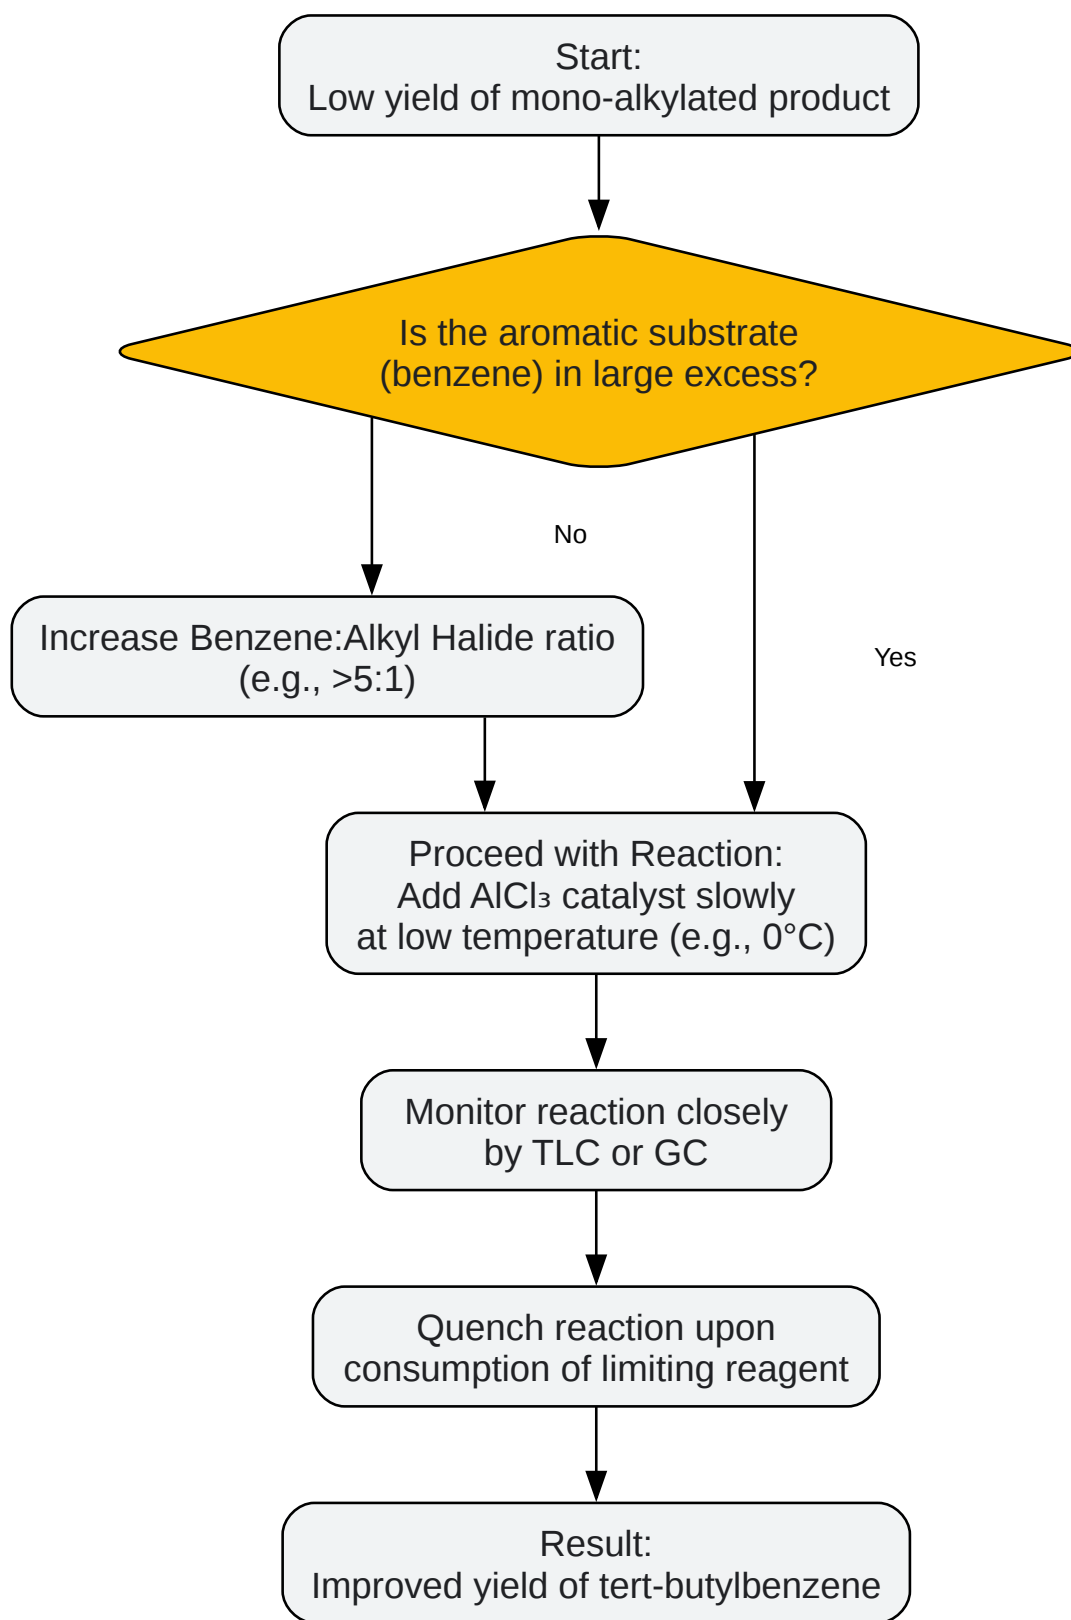 Start:
Low yield of mono-alkylated product
Is the aromatic substrate
(benzene) in large excess?
No
Increase Benzene:Alkyl Halide ratio
(e.g., >5:1)
Yes
Proceed with Reaction:
Add AlCl₃ catalyst slowly
at low temperature (e.g., 0°C)
Monitor reaction closely
by TLC or GC
Quench reaction upon
consumption of limiting reagent
Result:
Improved yield of tert-butylbenzene